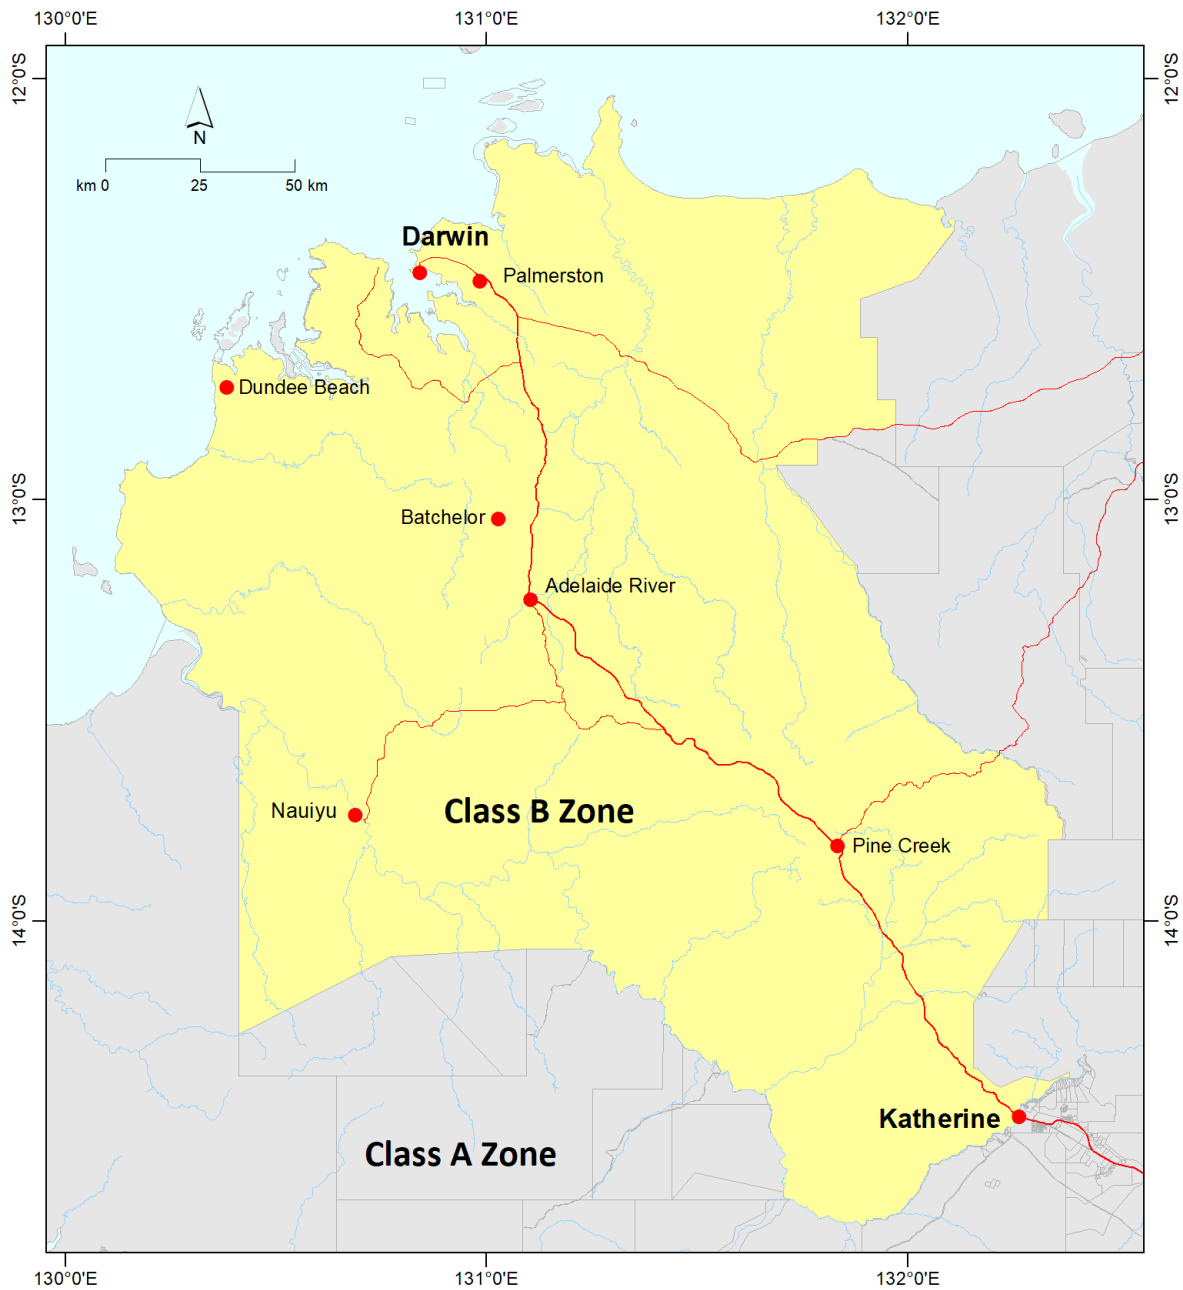 130°0'E 131°0'E 132°0'E
12°0'S 12°0'S
N
km 0 25 50 km
Darwin
Palmerston
Dundee Beach
13°0'S 13°0'S
Batchelor
Adelaide River
Nauiyu
Class B Zone
Pine Creek
14°0'S 14°0'S
Katherine
Class A Zone
130°0'E 131°0'E 132°0'E